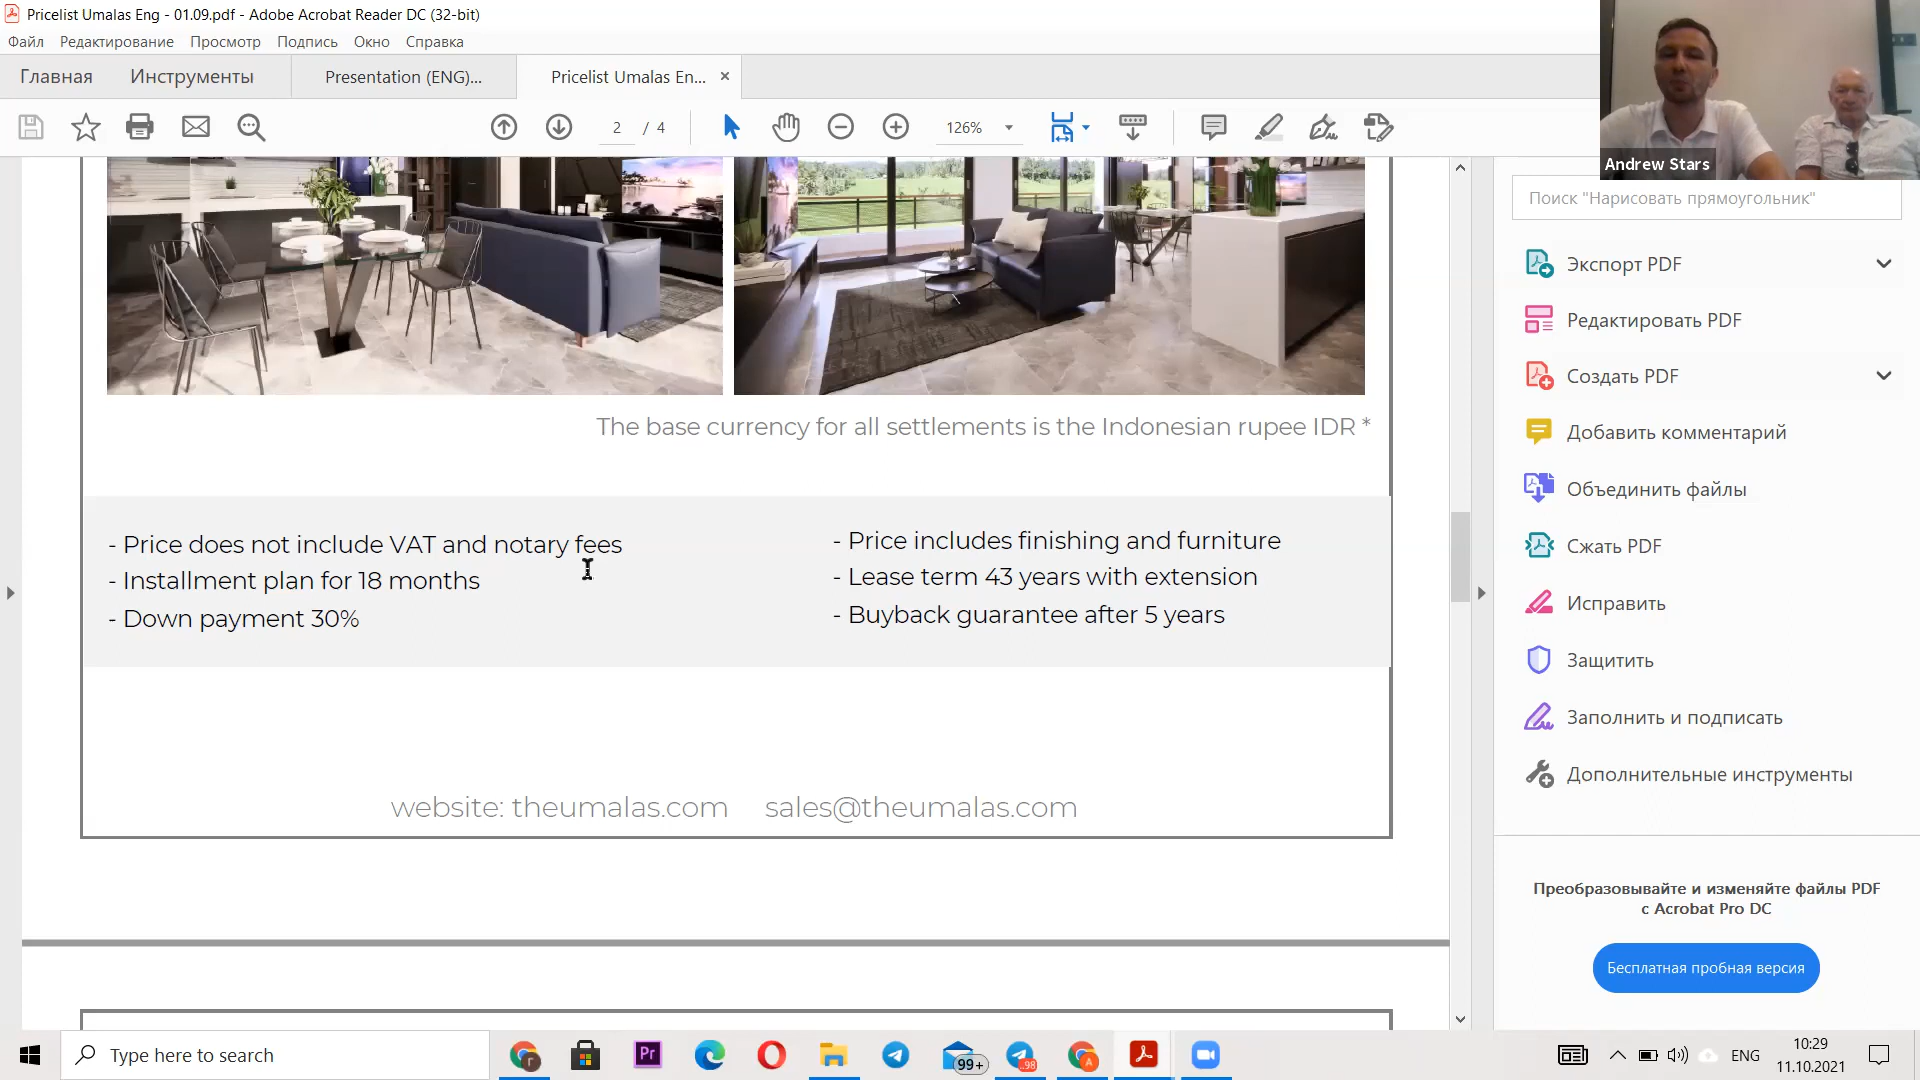 Pricelist Umalas Eng - 01.09.pdf - Adobe Acrobat Reader DC (32-bit)
Файл Редактирование Просмотр Подпись Окно Справка
Главная Инструменты Presentation (ENG)... Pricelist Umalas En... ×
2 / 4 126%
Andrew Stars
Поиск "Нарисовать прямоугольник"
Экспорт PDF
Редактировать PDF
Создать PDF
Добавить комментарий
Объединить файлы
Сжать PDF
Исправить
Защитить
Заполнить и подписать
Дополнительные инструменты
Преобразовывайте и изменяйте файлы PDF
с Acrobat Pro DC
Бесплатная пробная версия
The base currency for all settlements is the Indonesian rupee IDR *
- Price does not include VAT and notary fees
- Installment plan for 18 months
- Down payment 30%
- Price includes finishing and furniture
- Lease term 43 years with extension
- Buyback guarantee after 5 years
website: theumalas.com sales@theumalas.com
Type here to search
Pr
99+
98
ENG
10:29
11.10.2021